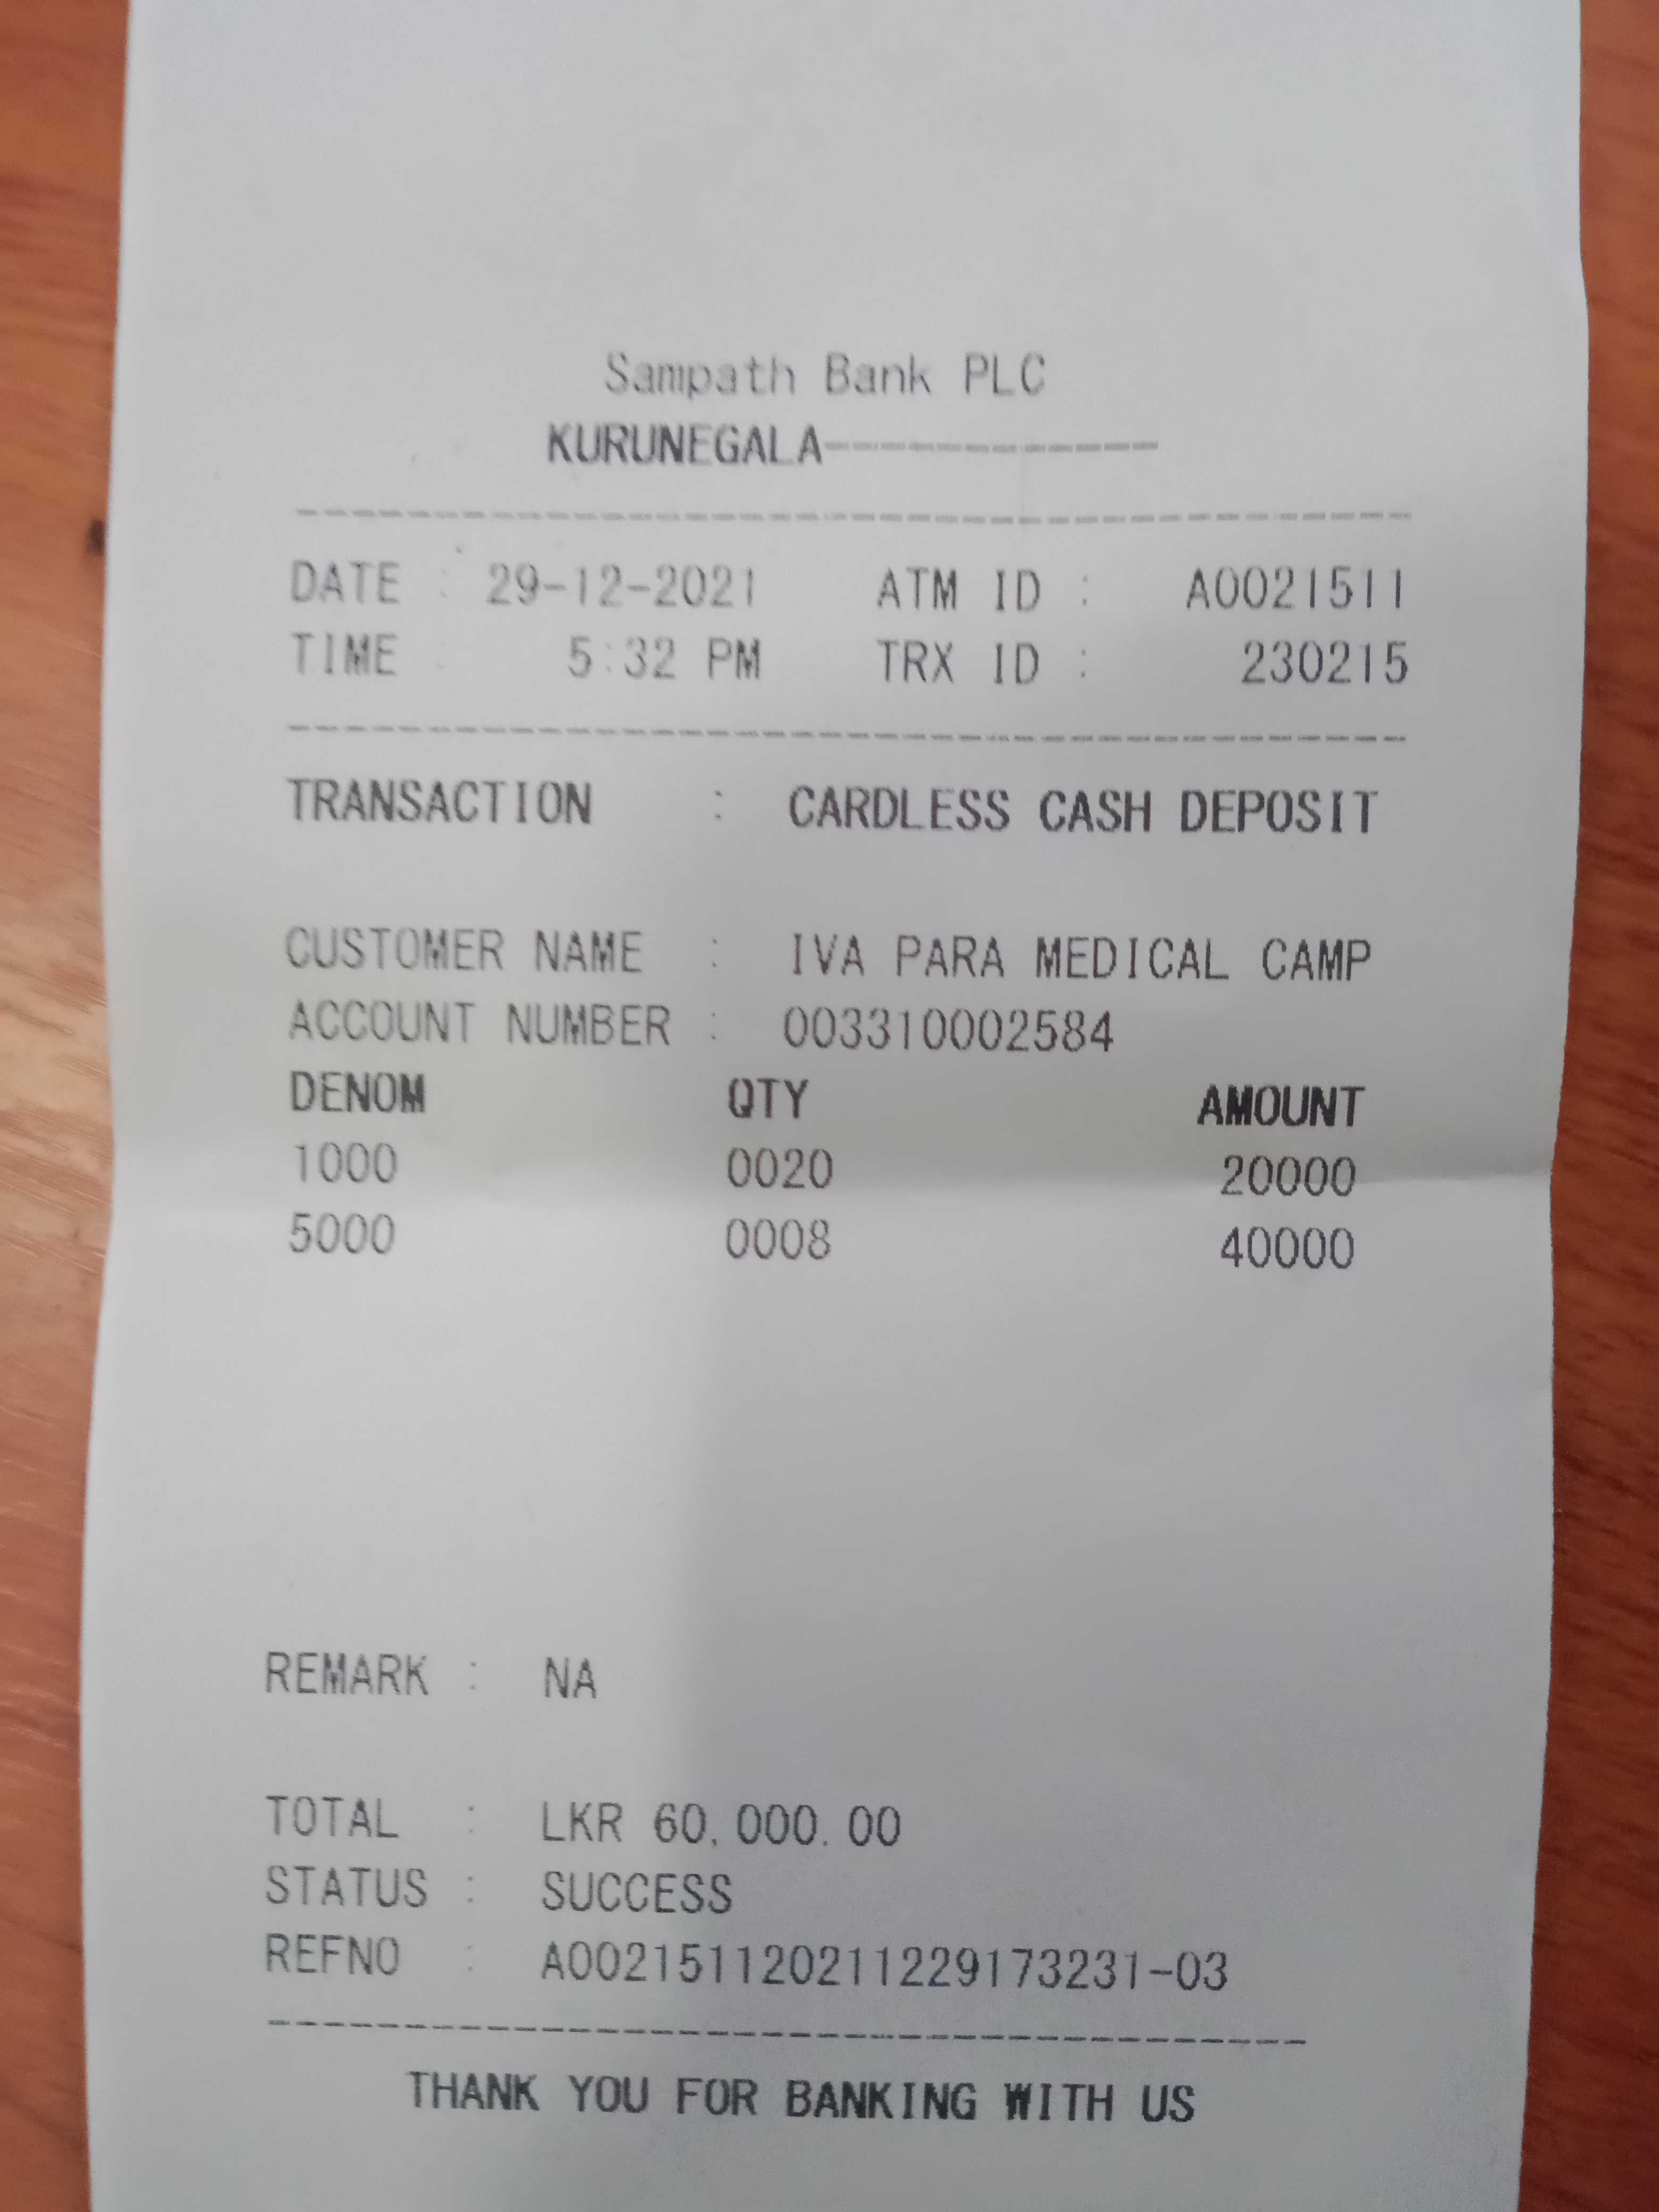 Sampath Bank PLC
KURUNEGALA------------
----------------------------------------
DATE : 29-12-2021 ATM ID : A0021511
TIME : 5:32 PM TRX ID : 230215
----------------------------------------
TRANSACTION : CARDLESS CASH DEPOSIT
CUSTOMER NAME : IVA PARA MEDICAL CAMP
ACCOUNT NUMBER : 003310002584
DENOM QTY AMOUNT
1000 0020 20000
5000 0008 40000
REMARK : NA
TOTAL : LKR 60,000.00
STATUS : SUCCESS
REFNO : A002151120211229173231-03
----------------------------------------
THANK YOU FOR BANKING WITH US